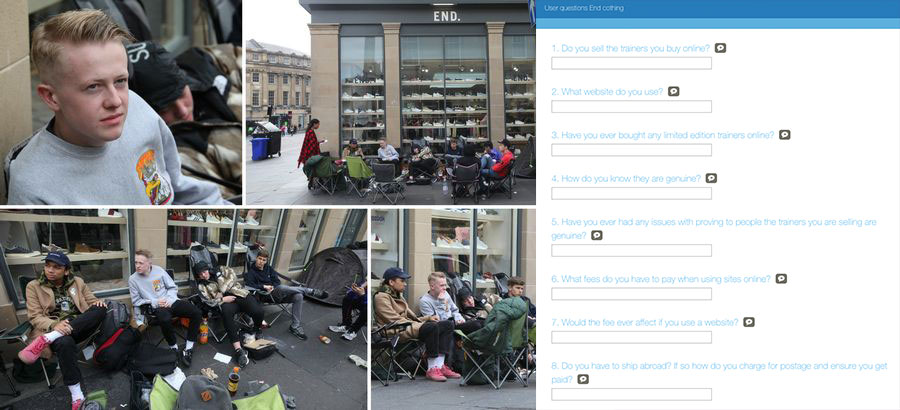 END.
User questions End cothing
1. Do you sell the trainers you buy online?
2. What website do you use?
3. Have you ever bought any limited edition trainers online?
4. How do you know they are genuine?
5. Have you ever had any issues with proving to people the trainers you are selling are
genuine?
6. What fees do you have to pay when using sites online?
7. Would the fee ever affect if you use a website?
8. Do you have to ship abroad? If so how do you charge for postage and ensure you get
paid?